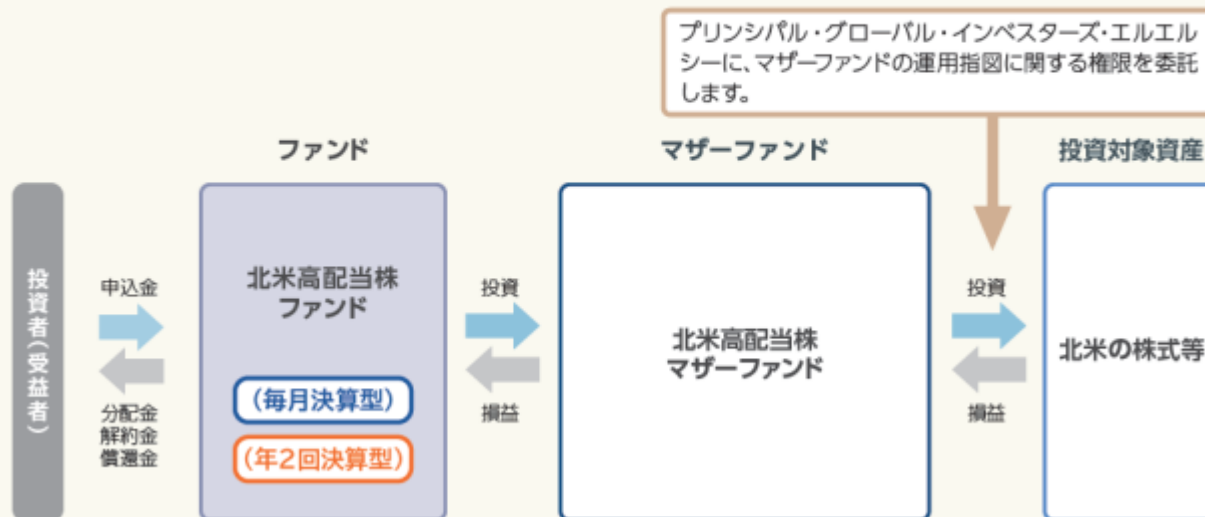 プリンシパル・グローバル・インベスターズ・エルエル
シーに、マザーファンドの運用指図に関する権限を委託
します。
ファンド
マザーファンド
投資対象資産
投資者(受益者)
申込金
分配金
解約金
償還金
北米高配当株
ファンド
(毎月決算型)
(年2回決算型)
投資
損益
北米高配当株
マザーファンド
投資
損益
北米の株式等